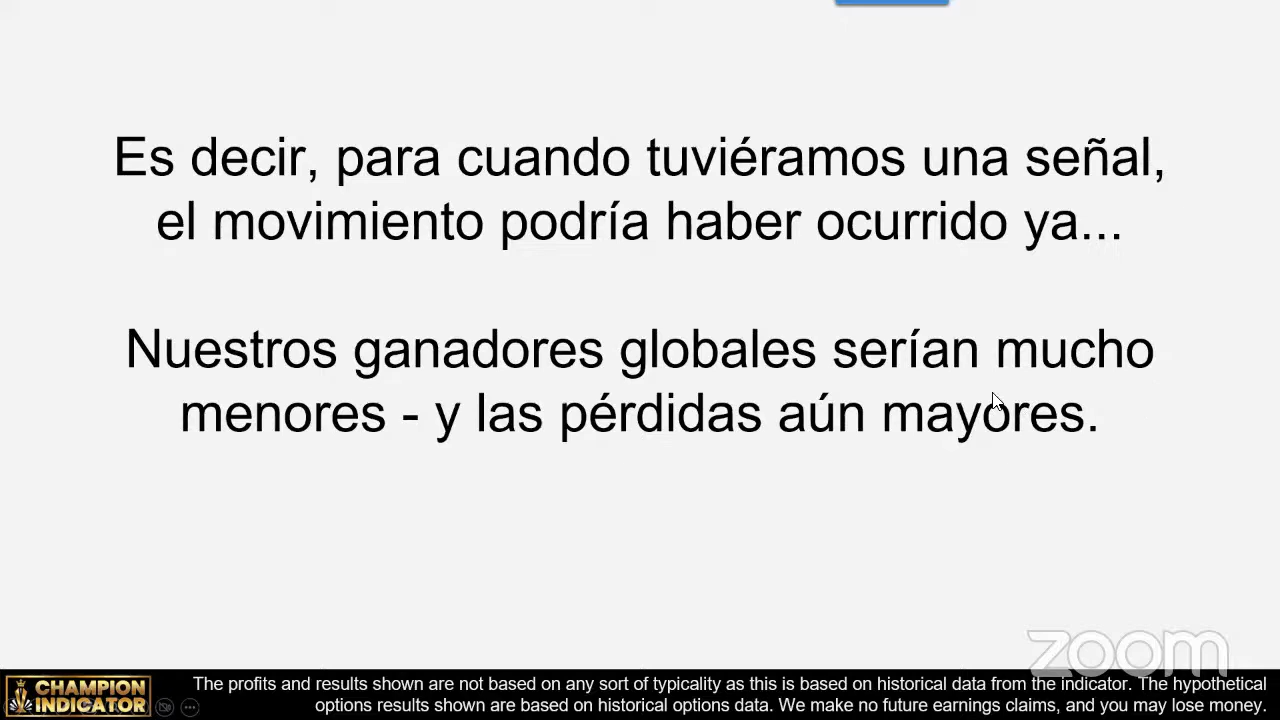 Es decir, para cuando tuviéramos una señal,
el movimiento podría haber ocurrido ya...
Nuestros ganadores globales serían mucho
menores - y las pérdidas aún mayores.
zoom
CHAMPION
INDICATOR
The profits and results shown are not based on any sort of typicality as this is based on historical data from the indicator. The hypothetical
options results shown are based on historical options data. We make no future earnings claims, and you may lose money.